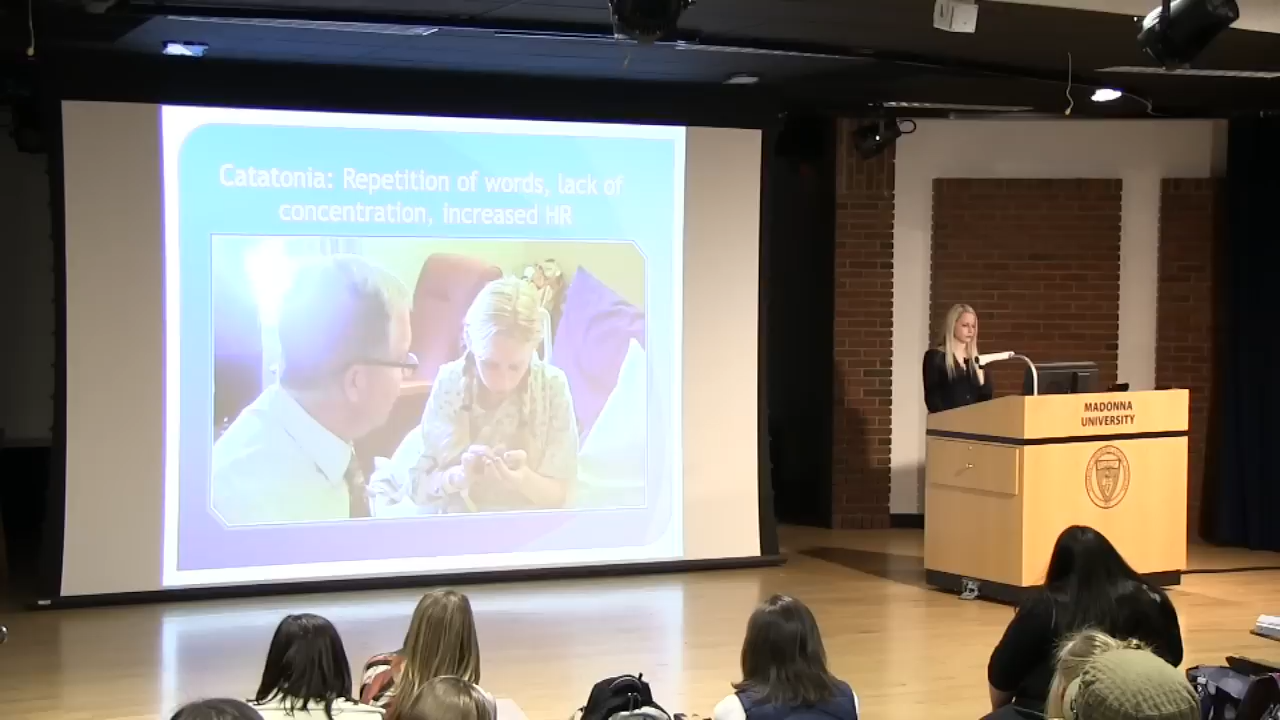 Catatonia: Repetition of words, lack of
concentration, increased HR
MADONNA
UNIVERSITY